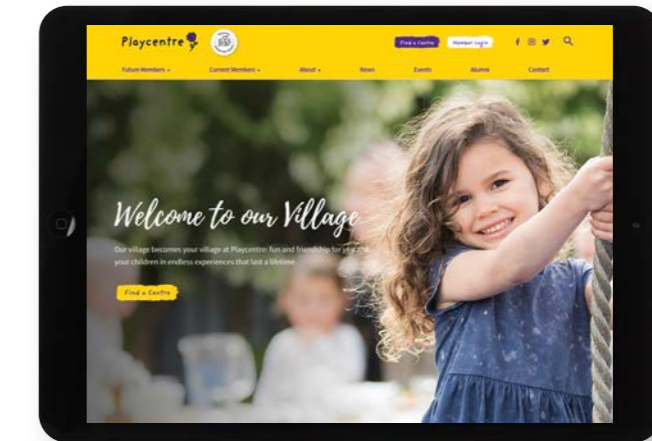 Playcentre
Find a Centre
Member Login
Future Members
Current Members
About
News
Events
Alumni
Contact
Welcome to our Village
Our village becomes your village at Playcentre: fun and friendship for you and
your children in endless experiences that last a lifetime.
Find a Centre